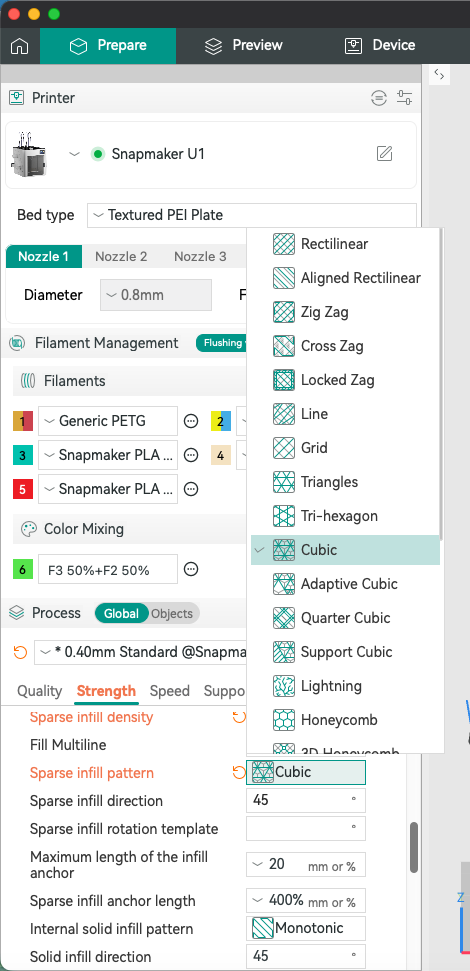 Prepare
Preview
Device
Printer
Snapmaker U1
Bed type
Textured PEI Plate
Nozzle 1
Nozzle 2
Nozzle 3
Diameter
0.8mm
F
Filament Management
Flushing
Filaments
1
Generic PETG
2
3
Snapmaker PLA ...
4
5
Snapmaker PLA ...
Color Mixing
6
F3 50%+F2 50%
Process
Global
Objects
* 0.40mm Standard @Snapma
Quality
Strength
Speed
Suppo
Rectilinear
Aligned Rectilinear
Zig Zag
Cross Zag
Locked Zag
Line
Grid
Triangles
Tri-hexagon
Cubic
Adaptive Cubic
Quarter Cubic
Support Cubic
Lightning
Honeycomb
3D Honeycomb
Sparse infill density
Fill Multiline
Sparse infill pattern
Cubic
Sparse infill direction
45 °
Sparse infill rotation template
°
Maximum length of the infill
anchor
20 mm or %
Sparse infill anchor length
400% mm or %
Internal solid infill pattern
Monotonic
Solid infill direction
45 °
Z